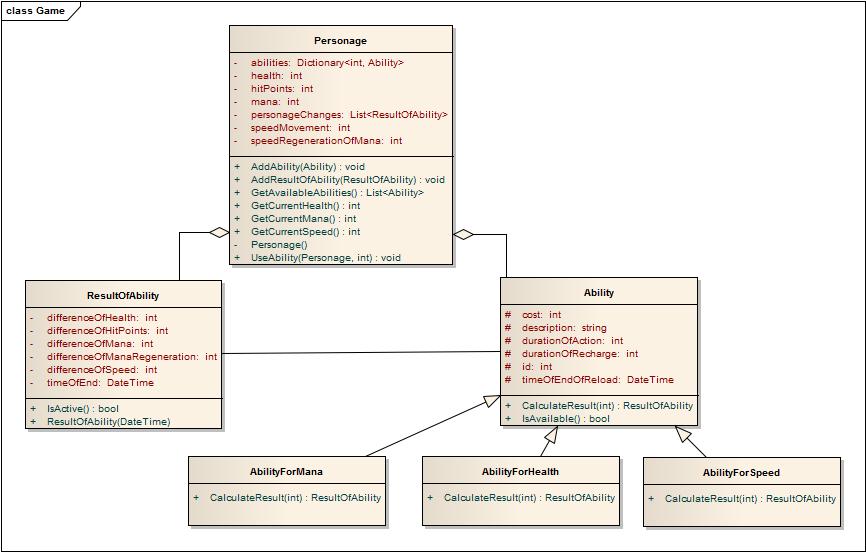 class Game
Personage
- abilities: Dictionary<int, Ability>
- health: int
- hitPoints: int
- mana: int
- personageChanges: List<ResultOfAbility>
- speedMovement: int
- speedRegenerationOfMana: int
+ AddAbility(Ability) : void
+ AddResultOfAbility(ResultOfAbility) : void
+ GetAvailableAbilities() : List<Ability>
+ GetCurrentHealth() : int
+ GetCurrentMana() : int
+ GetCurrentSpeed() : int
- Personage()
+ UseAbility(Personage, int) : void
ResultOfAbility
- differenceOfHealth: int
- differenceOfHitPoints: int
- differenceOfMana: int
- differenceOfManaRegeneration: int
- differenceOfSpeed: int
- timeOfEnd: DateTime
+ IsActive() : bool
+ ResultOfAbility(DateTime)
Ability
# cost: int
# description: string
# durationOfAction: int
# durationOfRecharge: int
# id: int
# timeOfEndOfReload: DateTime
+ CalculateResult(int) : ResultOfAbility
+ IsAvailable() : bool
AbilityForMana
+ CalculateResult(int) : ResultOfAbility
AbilityForHealth
+ CalculateResult(int) : ResultOfAbility
AbilityForSpeed
+ CalculateResult(int) : ResultOfAbility